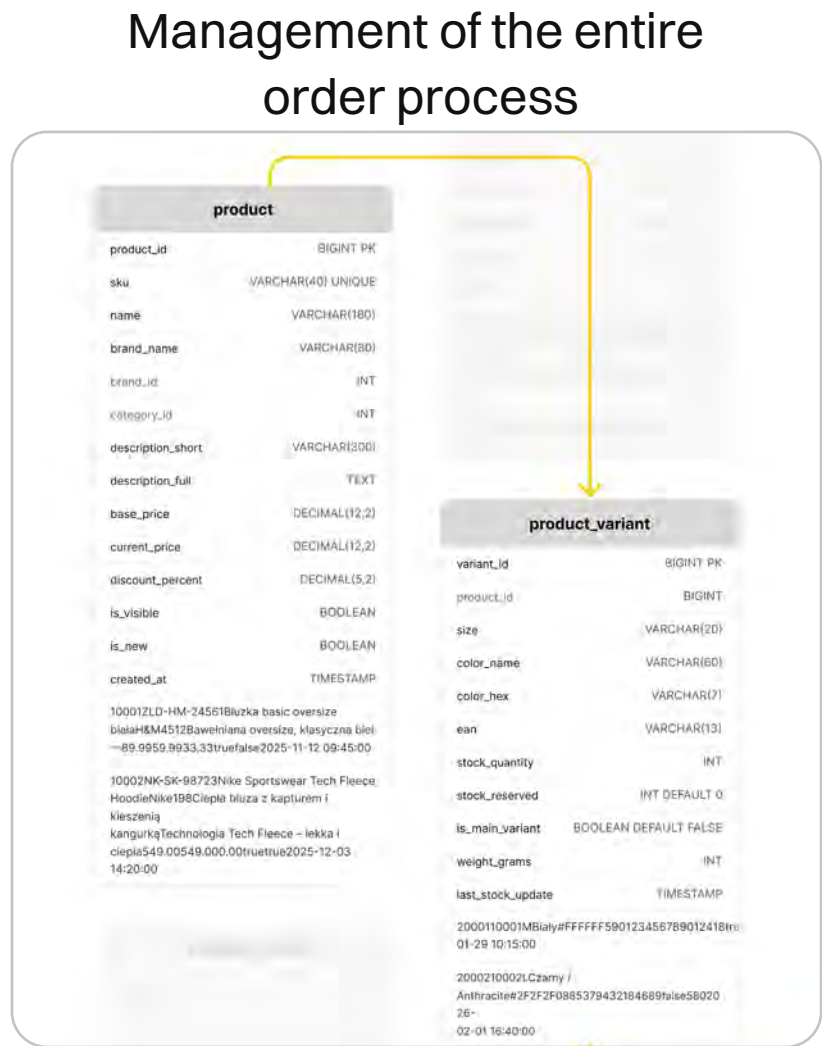 Management of the entire
order process
product
product_id BIGINT PK
sku VARCHAR(40) UNIQUE
name VARCHAR(180)
brand_name VARCHAR(80)
brand_id INT
category_id INT
description_short VARCHAR(300)
description_full TEXT
base_price DECIMAL(12,2)
current_price DECIMAL(12,2)
discount_percent DECIMAL(5,2)
is_visible BOOLEAN
is_new BOOLEAN
created_at TIMESTAMP
10001ZLD-HM-24561Bluzka basic oversize
białaH&M4512Bawełniana oversize, klasyczna biel
—89.9959.9933.33truefalse2025-11-12 09:45:00
10002NK-SK-98723Nike Sportswear Tech Fleece
HoodieNike198Ciepła bluza z kapturem i
kieszenią
kangurkąTechnologia Tech Fleece – lekka i
ciepła549.00549.000.00truetrue2025-12-03
14:20:00
product_variant
variant_id BIGINT PK
product_id BIGINT
size VARCHAR(20)
color_name VARCHAR(60)
color_hex VARCHAR(7)
ean VARCHAR(13)
stock_quantity INT
stock_reserved INT DEFAULT 0
is_main_variant BOOLEAN DEFAULT FALSE
weight_grams INT
last_stock_update TIMESTAMP
2000110001MBiały#FFFFFF590123456789012418tru
01-29 10:15:00
2000210002LCzarny /
Anthracite#2F2F2F0885379432184689false58020
26-
02-01 16:40:00